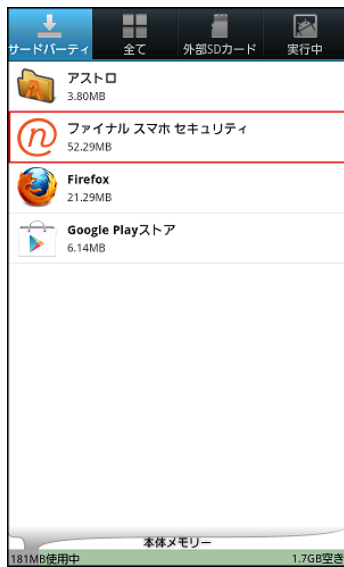 サードパーティ 全て 外部SDカード 実行中
アストロ
3.80MB
ファイナル スマホ セキュリティ
52.29MB
Firefox
21.29MB
Google Playストア
6.14MB
本体メモリー
181MB使用中 1.7GB空き